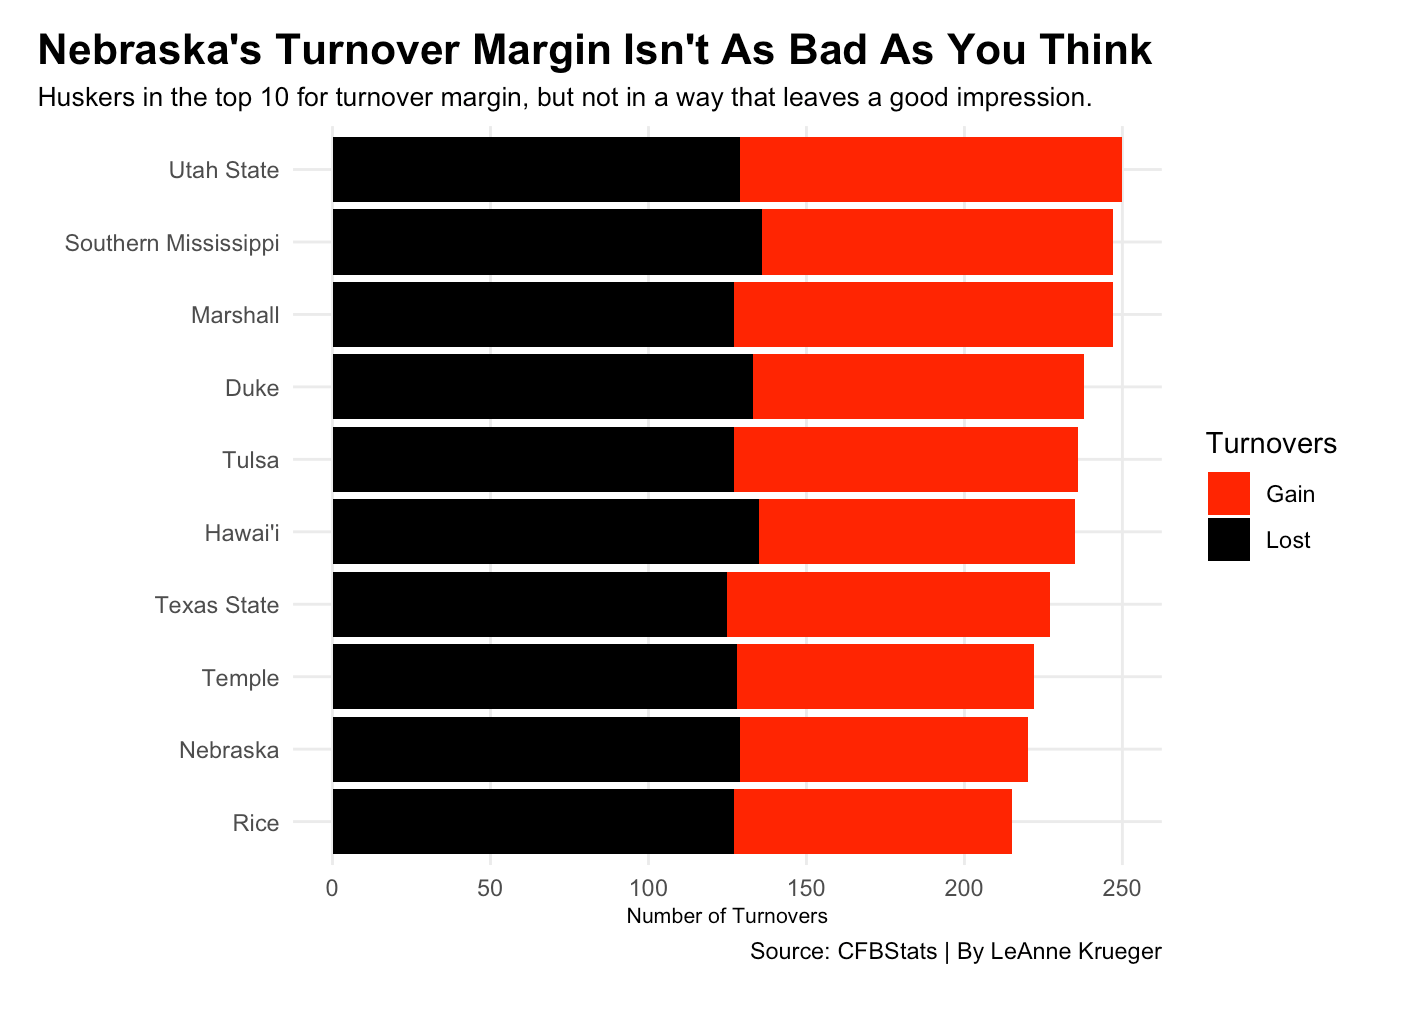 Nebraska's Turnover Margin Isn't As Bad As You Think
Huskers in the top 10 for turnover margin, but not in a way that leaves a good impression.
Utah State
Southern Mississippi
Marshall
Duke
Tulsa
Hawai'i
Texas State
Temple
Nebraska
Rice
0 50 100 150 200 250
Number of Turnovers
Turnovers
Gain
Lost
Source: CFBStats | By LeAnne Krueger